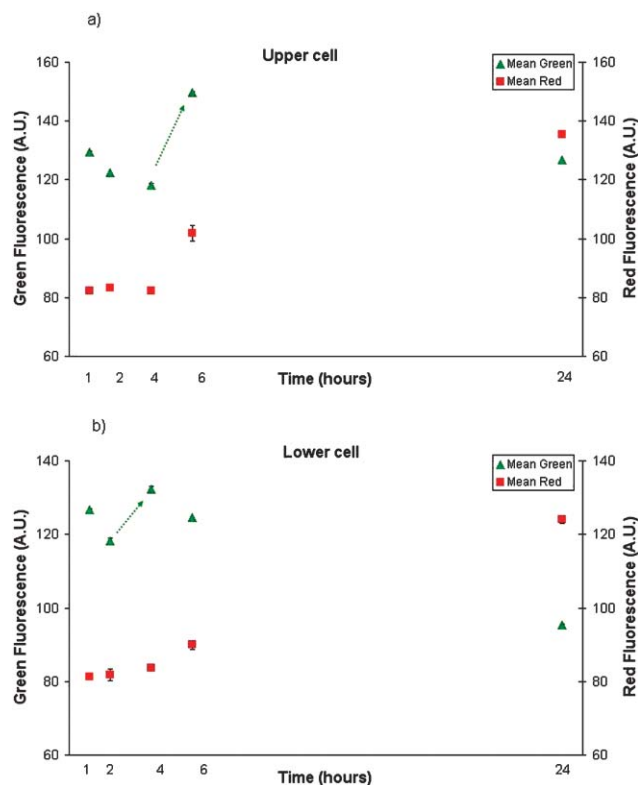 a)
Upper cell
Mean Green
Mean Red
Green Fluorescence (A.U.)
160
140
120
100
80
60
Red Fluorescence (A.U.)
160
140
120
100
80
60
1 2 4 6 24
Time (hours)
b)
Lower cell
Mean Green
Mean Red
Green Fluorescence (A.U.)
140
120
100
80
60
Red Fluorescence (A.U.)
140
120
100
80
60
1 2 4 6 24
Time (hours)